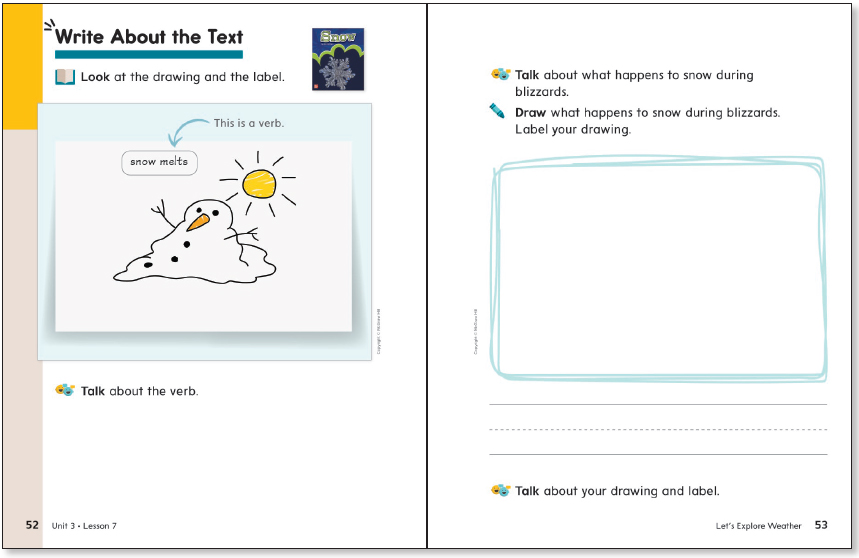 Write About the Text
Snow
Look at the drawing and the label.
This is a verb.
snow melts
Copyright © McGraw Hill
Talk about the verb.
52 Unit 3 • Lesson 7
Talk about what happens to snow during
blizzards.
Draw what happens to snow during blizzards.
Label your drawing.
Copyright © McGraw Hill
Talk about your drawing and label.
Let's Explore Weather 53